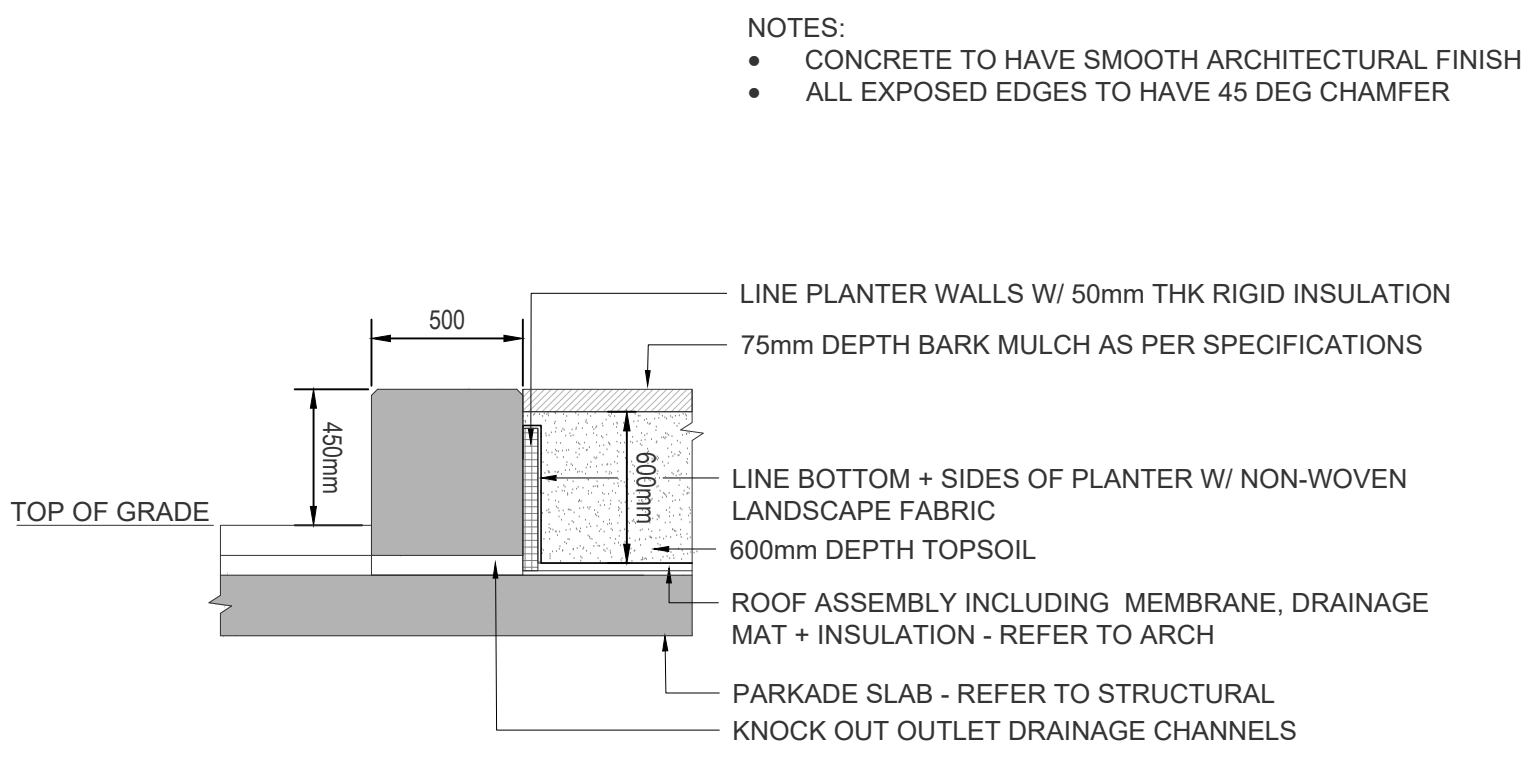 NOTES:
• CONCRETE TO HAVE SMOOTH ARCHITECTURAL FINISH
• ALL EXPOSED EDGES TO HAVE 45 DEG CHAMFER
LINE PLANTER WALLS W/ 50mm THK RIGID INSULATION
500
75mm DEPTH BARK MULCH AS PER SPECIFICATIONS
450mm
600mm
LINE BOTTOM + SIDES OF PLANTER W/ NON-WOVEN
LANDSCAPE FABRIC
TOP OF GRADE
600mm DEPTH TOPSOIL
ROOF ASSEMBLY INCLUDING MEMBRANE, DRAINAGE
MAT + INSULATION - REFER TO ARCH
PARKADE SLAB - REFER TO STRUCTURAL
KNOCK OUT OUTLET DRAINAGE CHANNELS